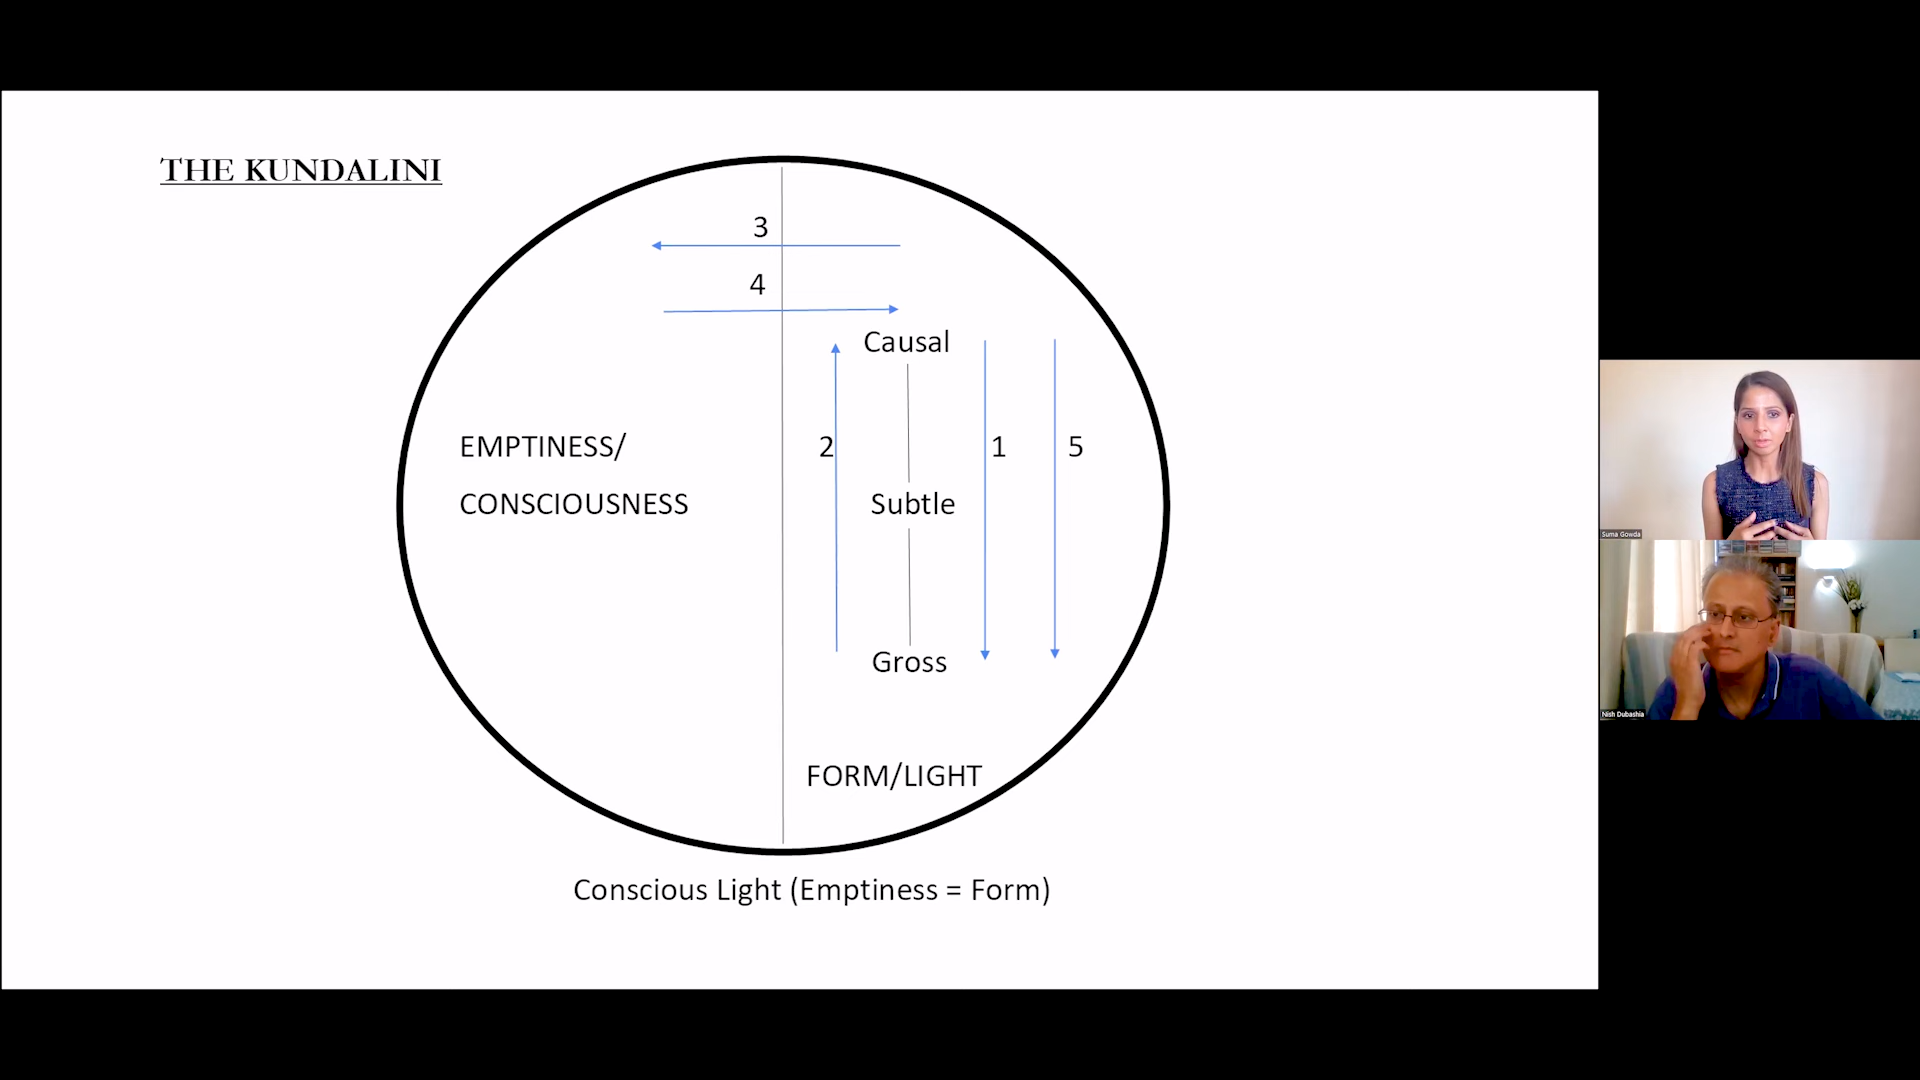 THE KUNDALINI
3
4
Causal
EMPTINESS/
2
1
5
CONSCIOUSNESS
Subtle
Gross
FORM/LIGHT
Conscious Light (Emptiness = Form)
Suma Gowda
Nish Dubashia